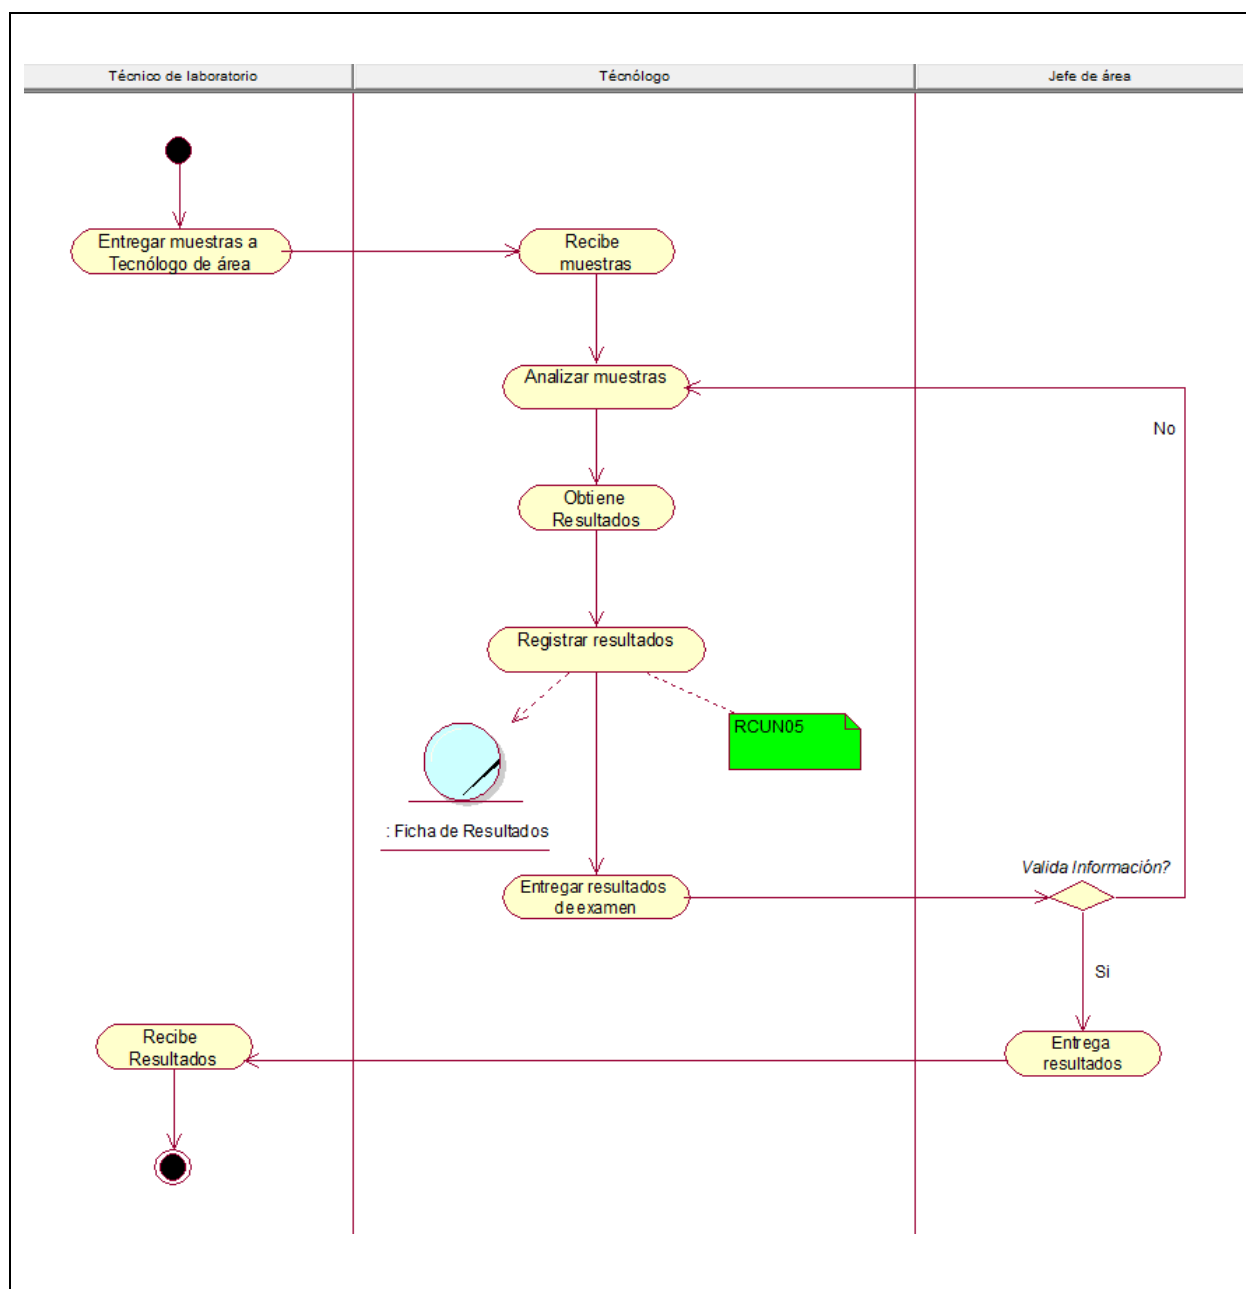 Técnico de laboratorio
Técnólogo
Jefe de área
Entregar muestras a
Tecnólogo de área
Recibe
muestras
Analizar muestras
No
Obtiene
Resultados
Registrar resultados
RCUN05
: Ficha de Resultados
Valida Información?
Entregar resultados
de examen
Si
Recibe
Resultados
Entrega
resultados